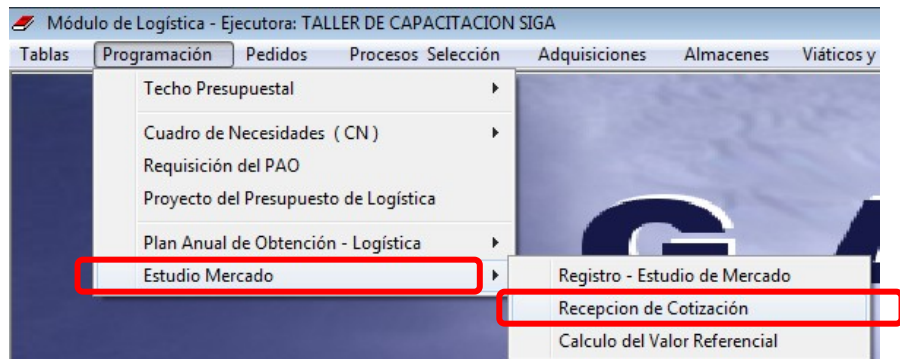 Módulo de Logística - Ejecutora: TALLER DE CAPACITACION SIGA
Tablas Programación Pedidos Procesos Selección Adquisiciones Almacenes Viáticos y
Techo Presupuestal
Cuadro de Necesidades ( CN )
Requisición del PAO
Proyecto del Presupuesto de Logística
Plan Anual de Obtención - Logística
Estudio Mercado
Registro - Estudio de Mercado
Recepcion de Cotización
Calculo del Valor Referencial